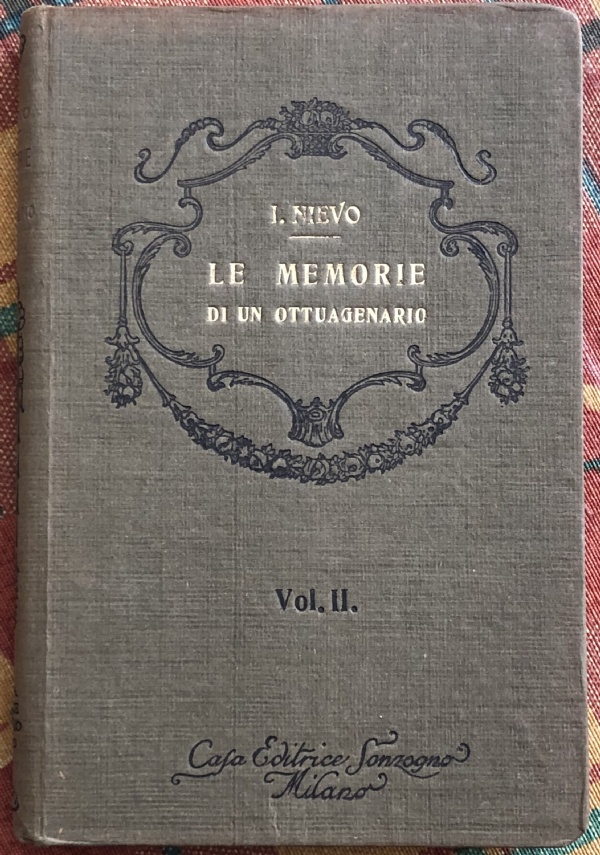 I. NIEVO
LE MEMORIE
DI UN OTTUAGENARIO
Vol. II.
Casa Editrice Sonzogno
Milano